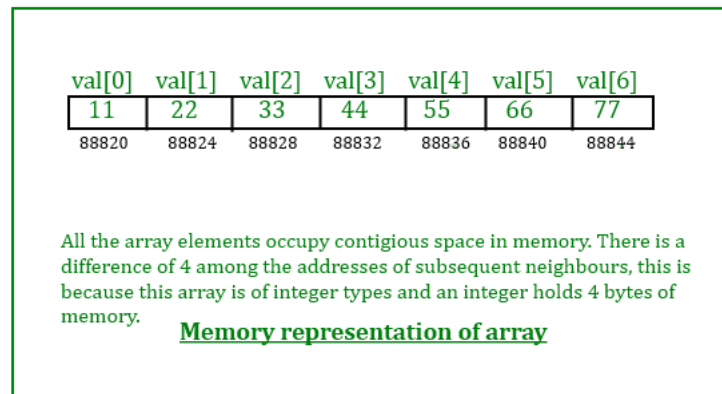 val[0] val[1] val[2] val[3] val[4] val[5] val[6]
11 22 33 44 55 66 77
88820 88824 88828 88832 88836 88840 88844
All the array elements occupy contigious space in memory. There is a
difference of 4 among the addresses of subsequent neighbours, this is
because this array is of integer types and an integer holds 4 bytes of
memory.
Memory representation of array